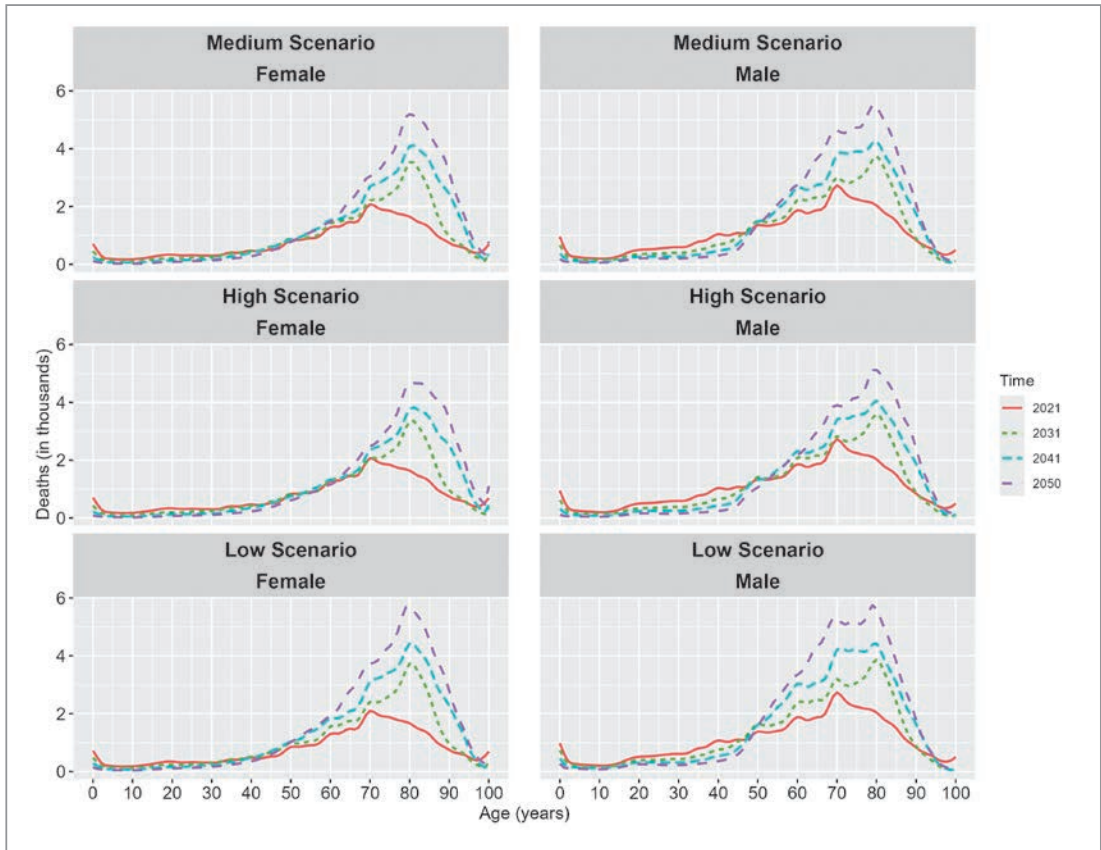 Medium Scenario
Female
Medium Scenario
Male
6
4
2
0
High Scenario
Female
High Scenario
Male
6
4
2
0
Low Scenario
Female
Low Scenario
Male
6
4
2
0
Deaths (in thousands)
0 10 20 30 40 50 60 70 80 90 100
0 10 20 30 40 50 60 70 80 90 100
Age (years)
Time
2021
2031
2041
2050